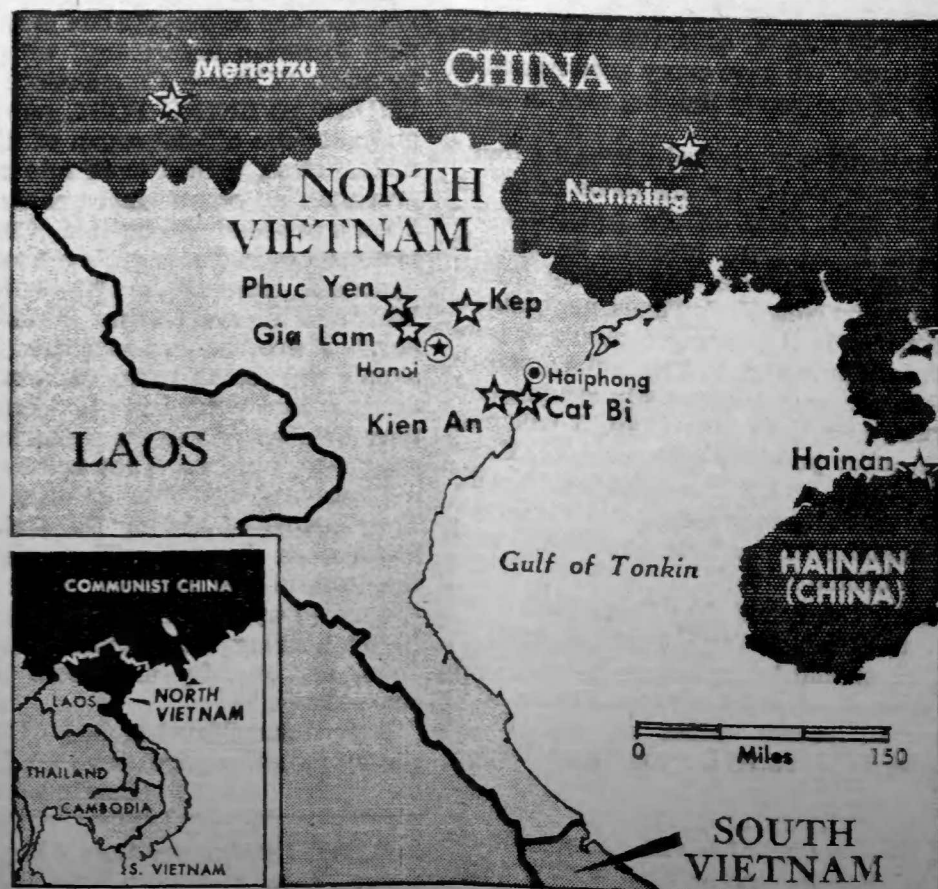 Mengtzu
CHINA
NORTH
VIETNAM
Nanning
Phuc Yen
Kep
Gia Lam
Hanoi
Haiphong
Kien An
Cat Bi
LAOS
Hainan
Gulf of Tonkin
HAINAN
(CHINA)
COMMUNIST CHINA
LAOS
NORTH
VIETNAM
THAILAND
CAMBODIA
S. VIETNAM
0
Miles
150
SOUTH
VIETNAM